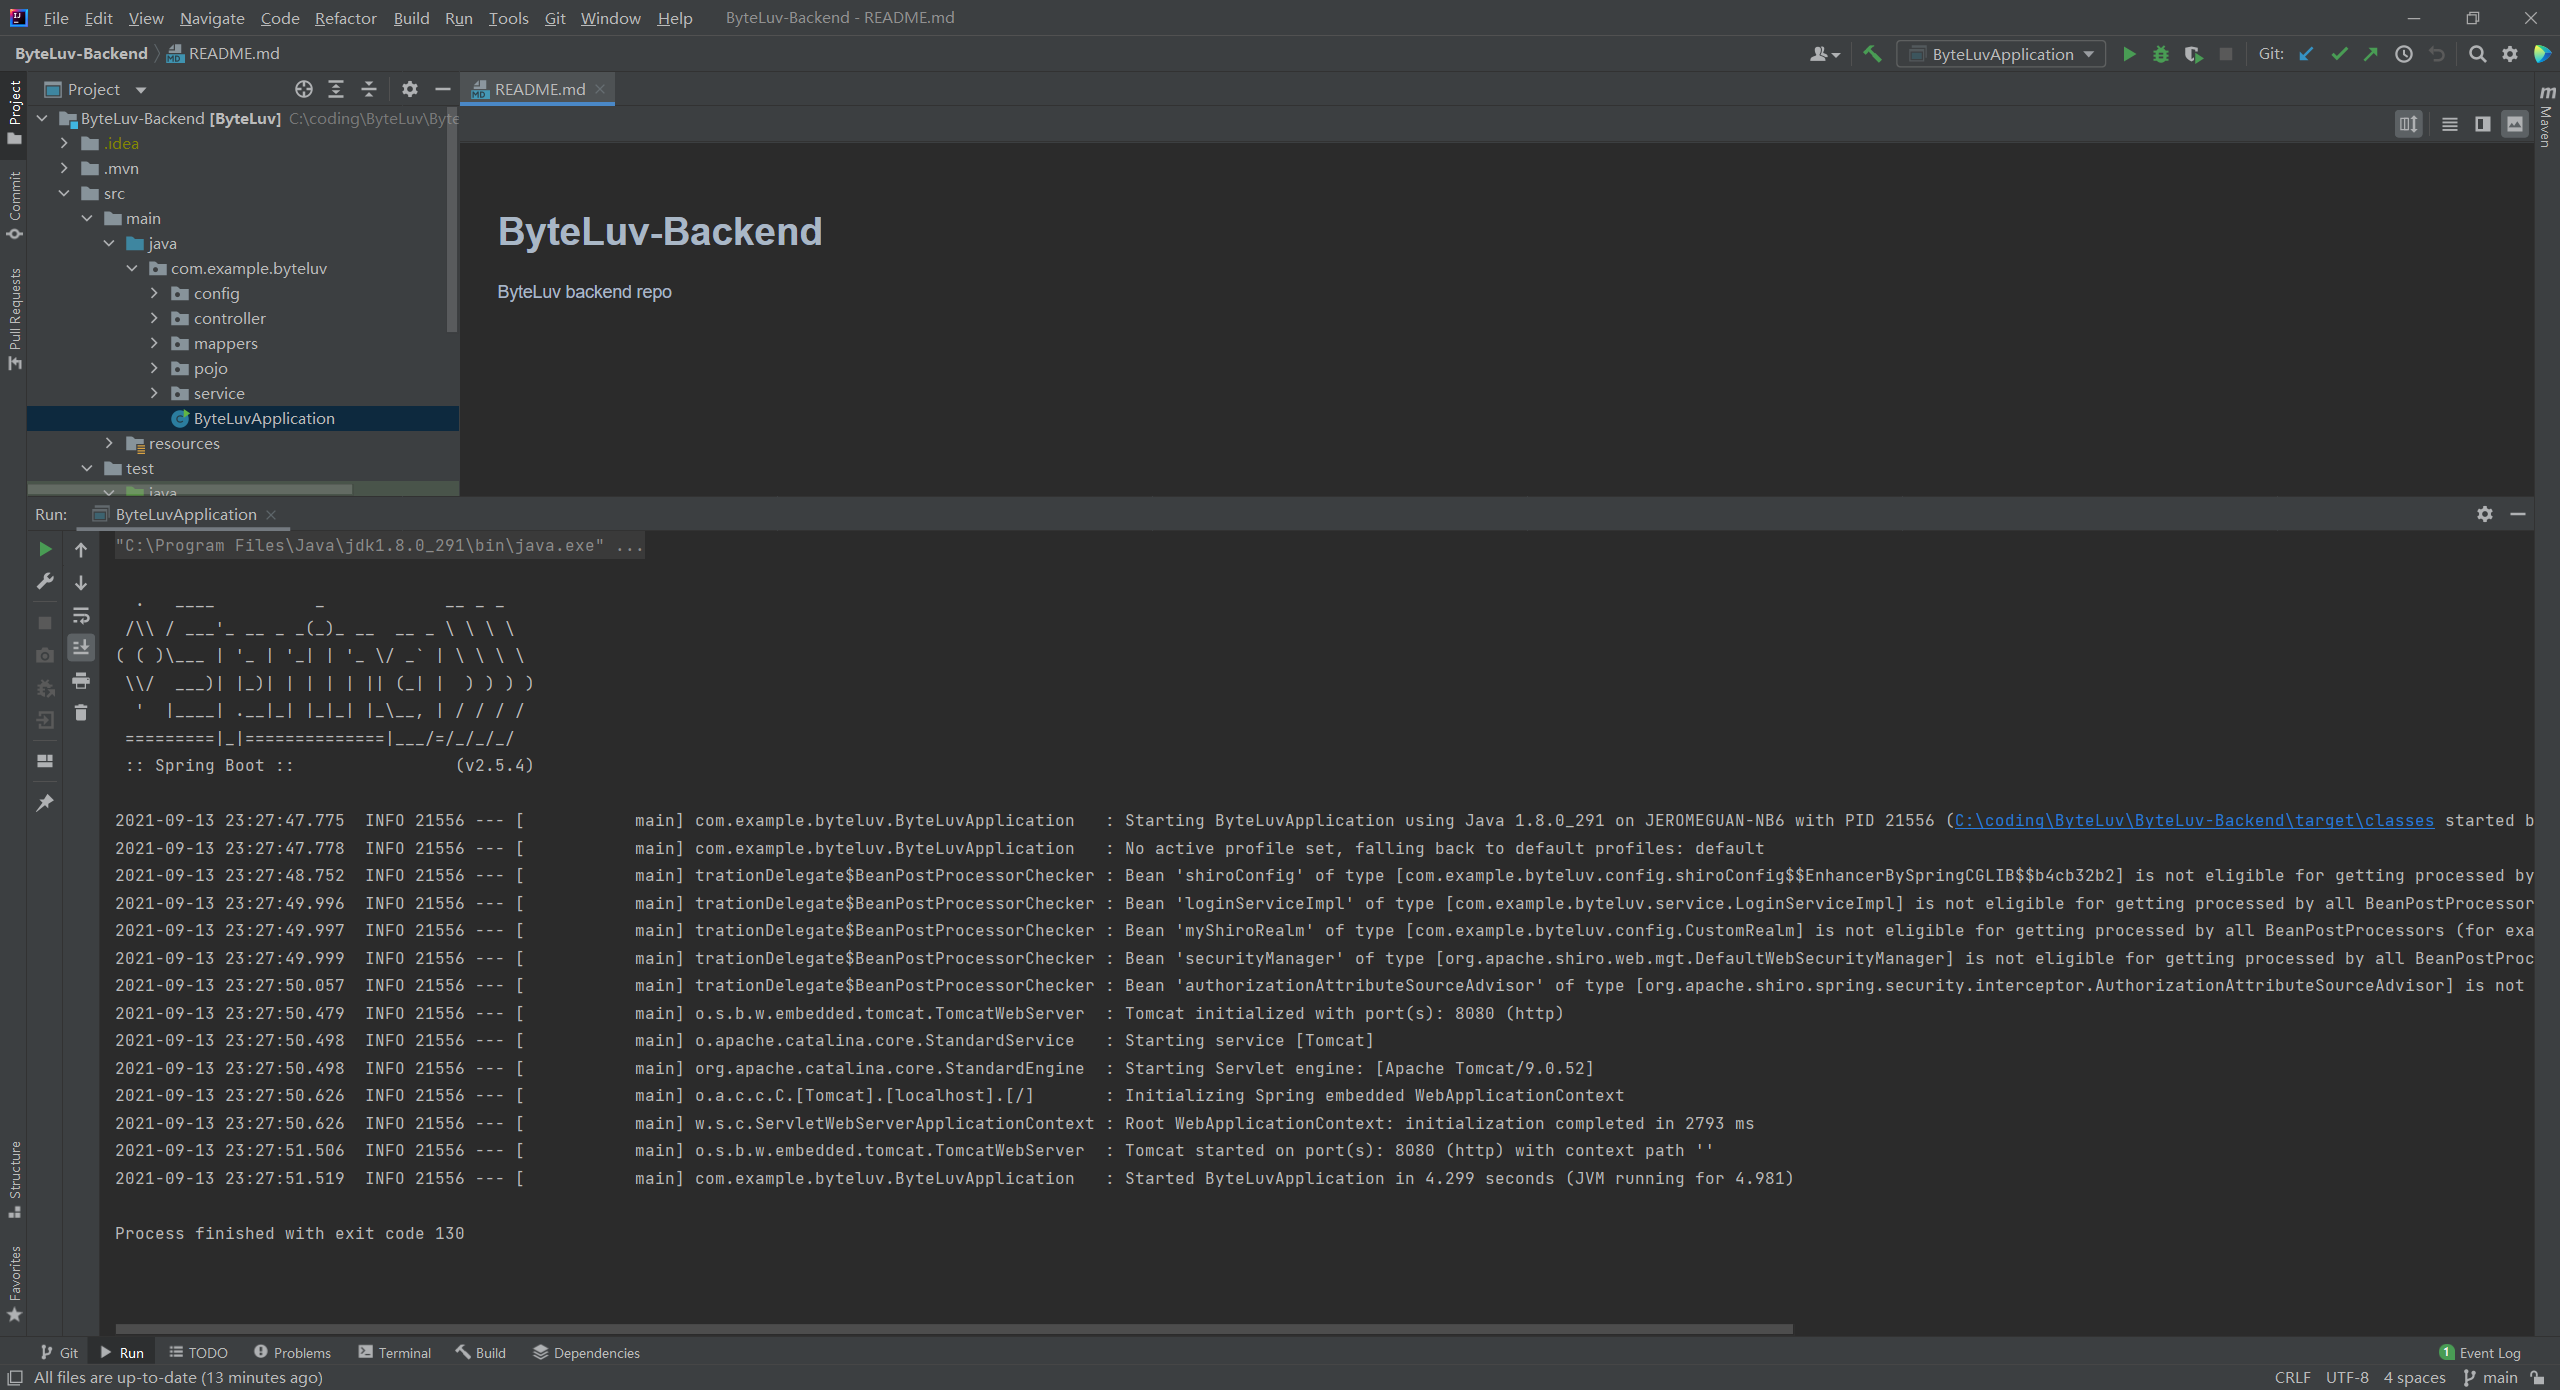 File Edit View Navigate Code Refactor Build Run Tools Git Window Help ByteLuv-Backend - README.md
ByteLuv-Backend README.md ByteLuvApplication Git:
Project README.md
Project
Commit
Pull Requests
Structure
Favorites
Maven
ByteLuv-Backend [ByteLuv] C:\coding\ByteLuv\Byte
.idea
.mvn
src
main
java
com.example.byteluv
config
controller
mappers
pojo
service
ByteLuvApplication
resources
test
java
ByteLuv-Backend
ByteLuv backend repo
Run: ByteLuvApplication
"C:\Program Files\Java\jdk1.8.0_291\bin\java.exe" ...
  .   ____          _            __ _ _
 /\\ / ___'_ __ _ _(_)_ __  __ _ \ \ \ \
( ( )\___ | '_ | '_| | '_ \/ _` | \ \ \ \
 \\/  ___)| |_)| | | | | || (_| |  ) ) ) )
  '  |____| .__|_| |_|_| |_\__, | / / / /
 =========|_|==============|___/=/_/_/_/
 :: Spring Boot ::                (v2.5.4)
2021-09-13 23:27:47.775  INFO 21556 --- [           main] com.example.byteluv.ByteLuvApplication   : Starting ByteLuvApplication using Java 1.8.0_291 on JEROMEGUAN-NB6 with PID 21556 (C:\coding\ByteLuv\ByteLuv-Backend\target\classes started b
2021-09-13 23:27:47.778  INFO 21556 --- [           main] com.example.byteluv.ByteLuvApplication   : No active profile set, falling back to default profiles: default
2021-09-13 23:27:48.752  INFO 21556 --- [           main] trationDelegate$BeanPostProcessorChecker : Bean 'shiroConfig' of type [com.example.byteluv.config.shiroConfig$$EnhancerBySpringCGLIB$$b4cb32b2] is not eligible for getting processed by
2021-09-13 23:27:49.996  INFO 21556 --- [           main] trationDelegate$BeanPostProcessorChecker : Bean 'loginServiceImpl' of type [com.example.byteluv.service.LoginServiceImpl] is not eligible for getting processed by all BeanPostProcessor
2021-09-13 23:27:49.997  INFO 21556 --- [           main] trationDelegate$BeanPostProcessorChecker : Bean 'myShiroRealm' of type [com.example.byteluv.config.CustomRealm] is not eligible for getting processed by all BeanPostProcessors (for exa
2021-09-13 23:27:49.999  INFO 21556 --- [           main] trationDelegate$BeanPostProcessorChecker : Bean 'securityManager' of type [org.apache.shiro.web.mgt.DefaultWebSecurityManager] is not eligible for getting processed by all BeanPostProc
2021-09-13 23:27:50.057  INFO 21556 --- [           main] trationDelegate$BeanPostProcessorChecker : Bean 'authorizationAttributeSourceAdvisor' of type [org.apache.shiro.spring.security.interceptor.AuthorizationAttributeSourceAdvisor] is not
2021-09-13 23:27:50.479  INFO 21556 --- [           main] o.s.b.w.embedded.tomcat.TomcatWebServer  : Tomcat initialized with port(s): 8080 (http)
2021-09-13 23:27:50.498  INFO 21556 --- [           main] o.apache.catalina.core.StandardService   : Starting service [Tomcat]
2021-09-13 23:27:50.498  INFO 21556 --- [           main] org.apache.catalina.core.StandardEngine  : Starting Servlet engine: [Apache Tomcat/9.0.52]
2021-09-13 23:27:50.626  INFO 21556 --- [           main] o.a.c.c.C.[Tomcat].[localhost].[/]       : Initializing Spring embedded WebApplicationContext
2021-09-13 23:27:50.626  INFO 21556 --- [           main] w.s.c.ServletWebServerApplicationContext : Root WebApplicationContext: initialization completed in 2793 ms
2021-09-13 23:27:51.506  INFO 21556 --- [           main] o.s.b.w.embedded.tomcat.TomcatWebServer  : Tomcat started on port(s): 8080 (http) with context path ''
2021-09-13 23:27:51.519  INFO 21556 --- [           main] com.example.byteluv.ByteLuvApplication   : Started ByteLuvApplication in 4.299 seconds (JVM running for 4.981)
Process finished with exit code 130
Git Run TODO Problems Terminal Build Dependencies 1 Event Log
All files are up-to-date (13 minutes ago) CRLF UTF-8 4 spaces main